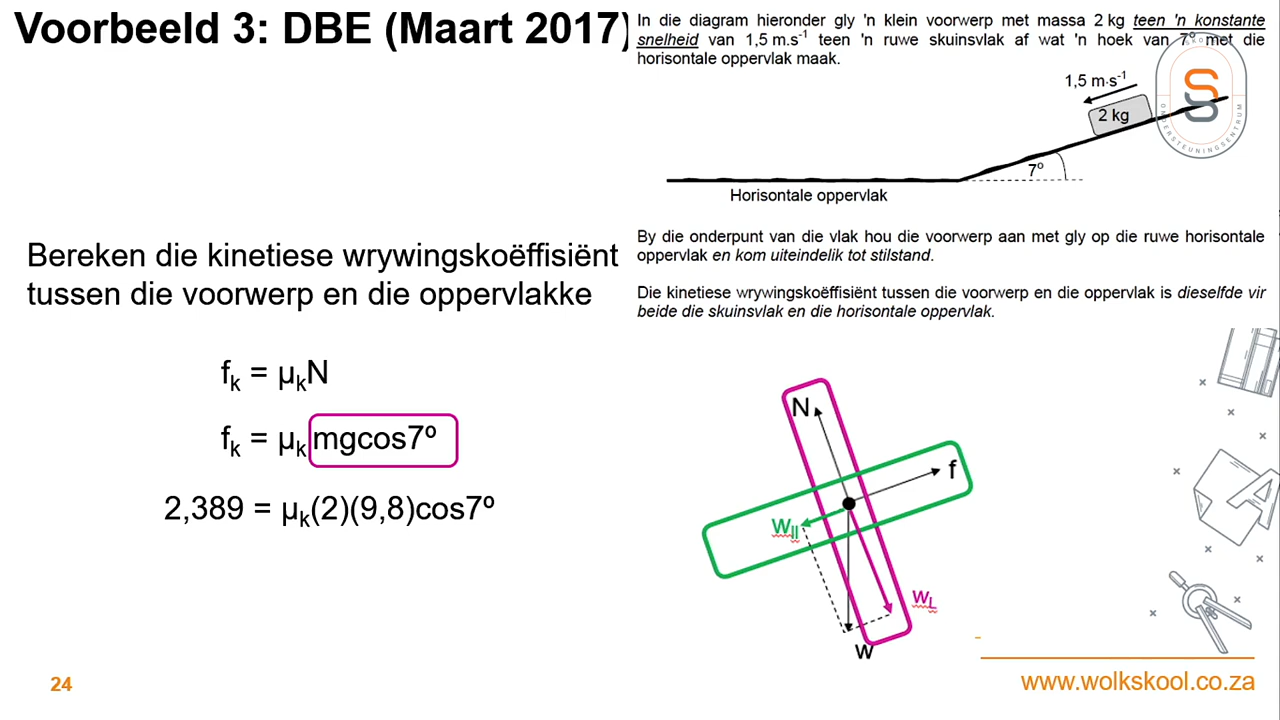 Voorbeeld 3: DBE (Maart 2017)
In die diagram hieronder gly 'n klein voorwerp met massa 2 kg teen 'n konstante
snelheid van 1,5 m.s⁻¹ teen 'n ruwe skuinsvlak af wat 'n hoek van 7º met die
horisontale oppervlak maak.
1,5 m·s⁻¹
2 kg
7º
Horisontale oppervlak
SKOOL
ONDERSTEUNINGSENTRUM
By die onderpunt van die vlak hou die voorwerp aan met gly op die ruwe horisontale
oppervlak en kom uiteindelik tot stilstand.
Die kinetiese wrywingskoëffisiënt tussen die voorwerp en die oppervlak is dieselfde vir
beide die skuinsvlak en die horisontale oppervlak.
Bereken die kinetiese wrywingskoëffisiënt
tussen die voorwerp en die oppervlakke
fₖ = µₖN
fₖ = µₖmgcos7º
2,389 = µₖ(2)(9,8)cos7º
N
f
w||
w⊥
w
24
www.wolkskool.co.za